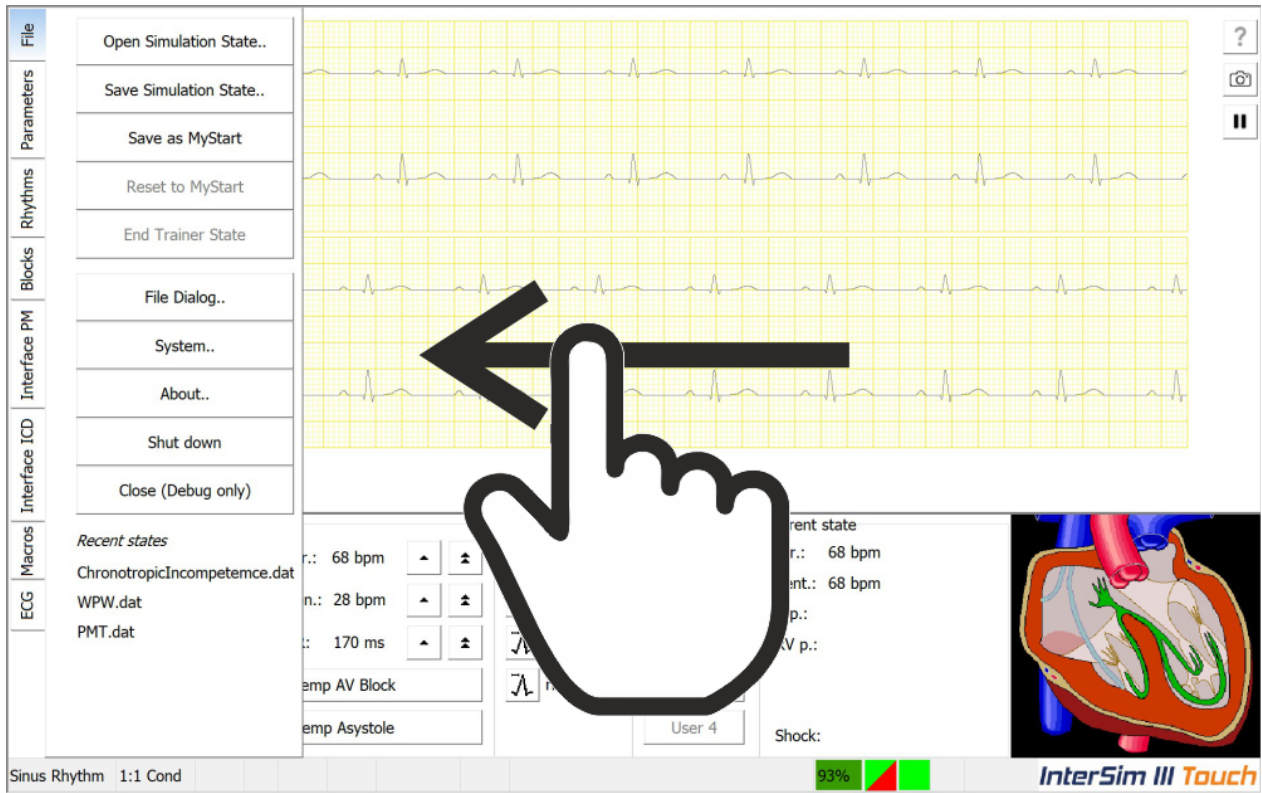 File
Parameters
Rhythms
Blocks
Interface PM
Interface ICD
Macros
ECG
Open Simulation State..
Save Simulation State..
Save as MyStart
Reset to MyStart
End Trainer State
File Dialog..
System..
About..
Shut down
Close (Debug only)
Recent states
ChronotropicIncompetemce.dat
WPW.dat
PMT.dat
?
r.: 68 bpm
n.: 28 bpm
: 170 ms
emp AV Block
emp Asystole
User 4
rent state
r.: 68 bpm
ent.: 68 bpm
p.:
V p.:
Shock:
Sinus Rhythm 1:1 Cond
93%
InterSim III Touch